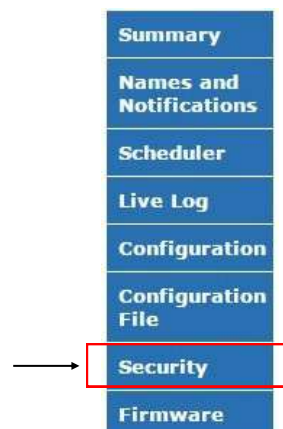 Summary
Names and
Notifications
Scheduler
Live Log
Configuration
Configuration
File
Security
Firmware